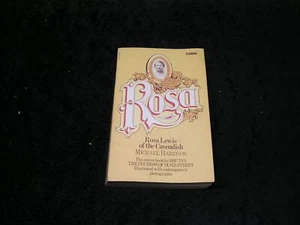 CORGI
Rosa
Rosa Lewis
of the Cavendish
MICHAEL HARRISON
The source book for BBC TV's
THE DUCHESS OF DUKE STREET
Illustrated with contemporary
photographs